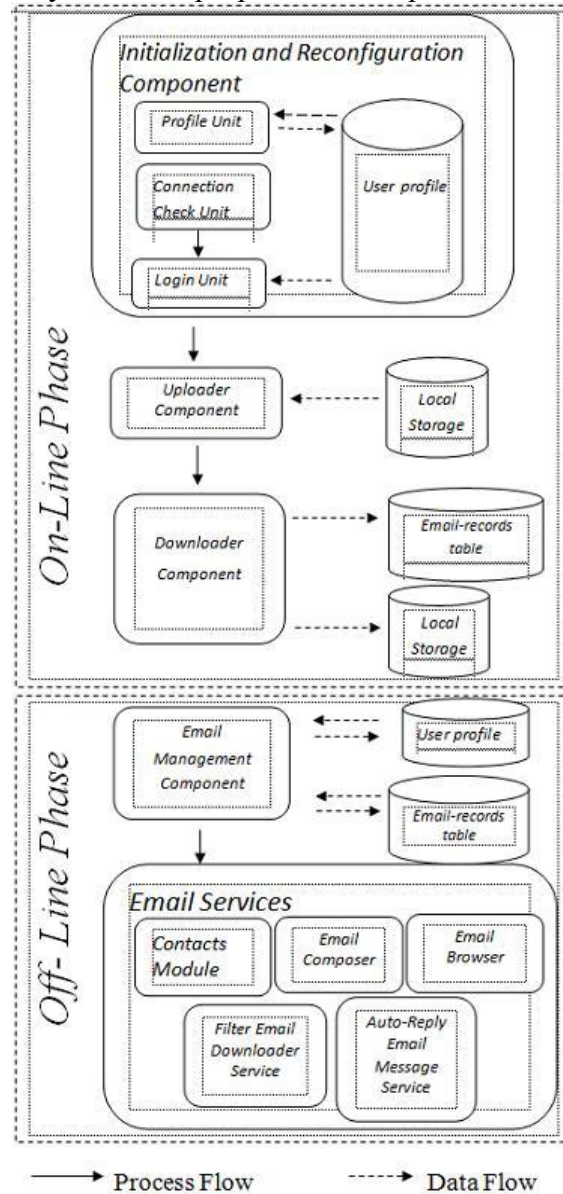 Initialization and Reconfiguration
Component
Profile Unit
User profile
Connection
Check Unit
Login Unit
On-Line Phase
Uploader
Component
Local
Storage
Downloader
Component
Email-records
table
Local
Storage
Off- Line Phase
Email
Management
Component
User profile
Email-records
table
Email Services
Contacts
Module
Email
Composer
Email
Browser
Filter Email
Downloader
Service
Auto-Reply
Email
Message
Service
Process Flow
Data Flow